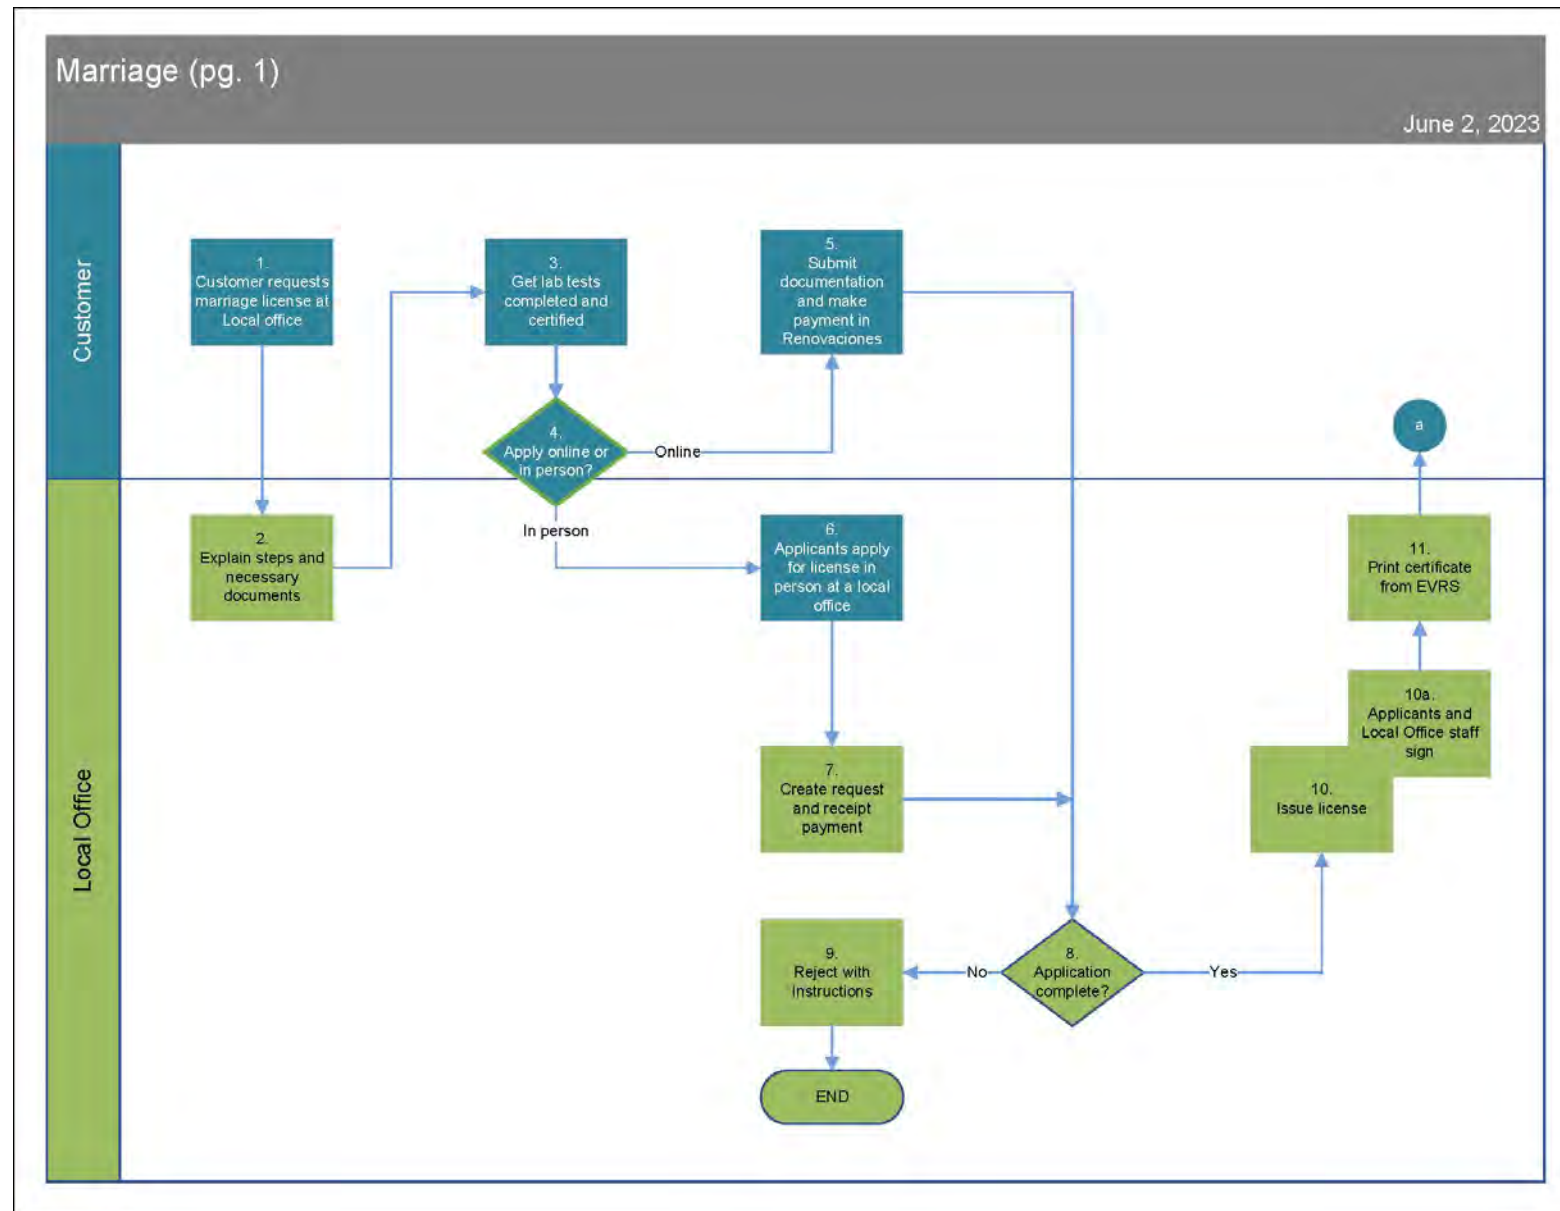 Marriage (pg. 1)
June 2, 2023
Customer
1.
Customer requests
marriage license at
Local office
3.
Get lab tests
completed and
certified
5.
Submit
documentation
and make
payment in
Renovaciones
4.
Apply online or
in person?
Online
a
Local Office
In person
2.
Explain steps and
necessary
documents
6.
Applicants apply
for license in
person at a local
office
11.
Print certificate
from EVRS
10a.
Applicants and
Local Office staff
sign
7.
Create request
and receipt
payment
10.
Issue license
9.
Reject with
Instructions
No
8.
Application
complete?
Yes
END